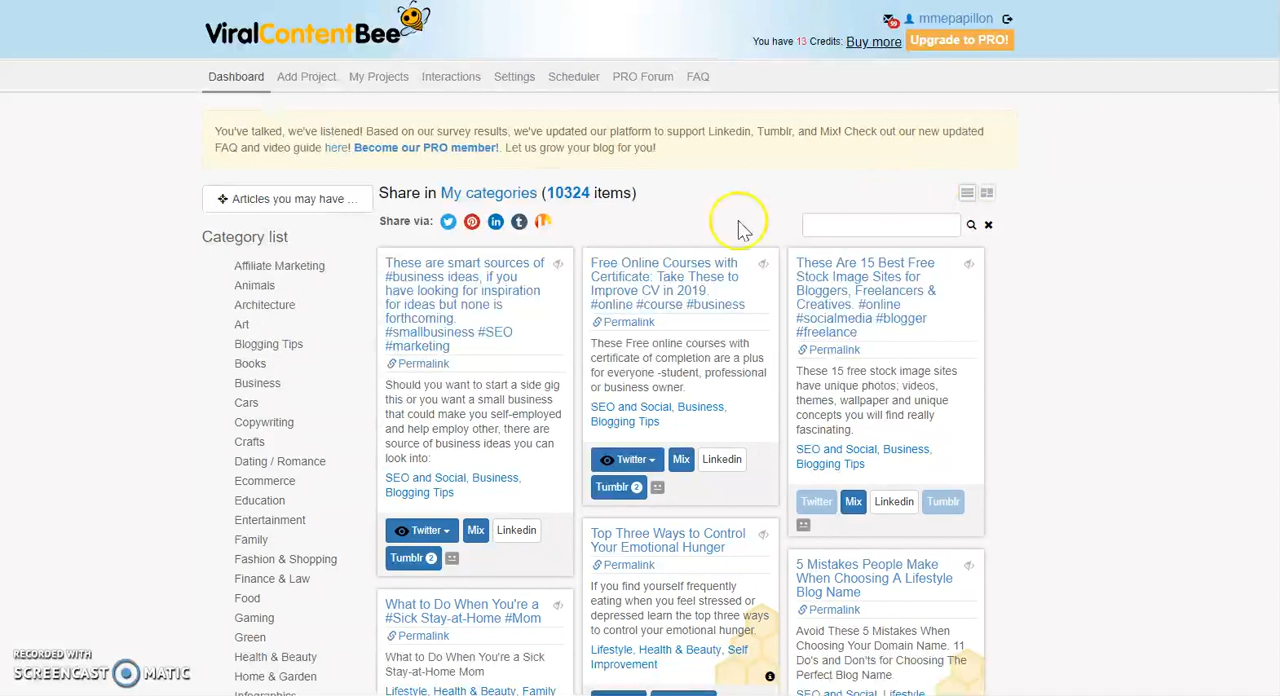 ViralContentBee
99 mmepapillon
You have 13 Credits: Buy more Upgrade to PRO!
Dashboard Add Project My Projects Interactions Settings Scheduler PRO Forum FAQ
You've talked, we've listened! Based on our survey results, we've updated our platform to support Linkedin, Tumblr, and Mix! Check out our new updated
FAQ and video guide here! Become our PRO member!. Let us grow your blog for you!
Articles you may have ...
Share in My categories (10324 items)
Share via:
Category list
Affiliate Marketing
Animals
Architecture
Art
Blogging Tips
Books
Business
Cars
Copywriting
Crafts
Dating / Romance
Ecommerce
Education
Entertainment
Family
Fashion & Shopping
Finance & Law
Food
Gaming
Green
Health & Beauty
Home & Garden
Infographics
These are smart sources of
#business ideas, if you
have looking for inspiration
for ideas but none is
forthcoming.
#smallbusiness #SEO
#marketing
Permalink
Should you want to start a side gig
this or you want a small business
that could make you self-employed
and help employ other, there are
source of business ideas you can
look into:
SEO and Social, Business,
Blogging Tips
Twitter Mix Linkedin
Tumblr 2
What to Do When You're a
#Sick Stay-at-Home #Mom
Permalink
What to Do When You're a Sick
Stay-at-Home Mom
Lifestyle, Health & Beauty, Family
Free Online Courses with
Certificate: Take These to
Improve CV in 2019.
#online #course #business
Permalink
These Free online courses with
certificate of completion are a plus
for everyone -student, professional
or business owner.
SEO and Social, Business,
Blogging Tips
Twitter Mix Linkedin
Tumblr 2
Top Three Ways to Control
Your Emotional Hunger
Permalink
If you find yourself frequently
eating when you feel stressed or
depressed learn the top three ways
to control your emotional hunger.
Lifestyle, Health & Beauty, Self
Improvement
These Are 15 Best Free
Stock Image Sites for
Bloggers, Freelancers &
Creatives. #online
#socialmedia #blogger
#freelance
Permalink
These 15 free stock image sites
have unique photos; videos,
themes, wallpaper and unique
concepts you will find really
fascinating.
SEO and Social, Business,
Blogging Tips
Twitter Mix Linkedin Tumblr
5 Mistakes People Make
When Choosing A Lifestyle
Blog Name
Permalink
Avoid These 5 Mistakes When
Choosing Your Domain Name. 11
Do's and Don'ts for Choosing The
Perfect Blog Name.
SEO and Social, Lifestyle,
RECORDED WITH
SCREENCAST MATIC